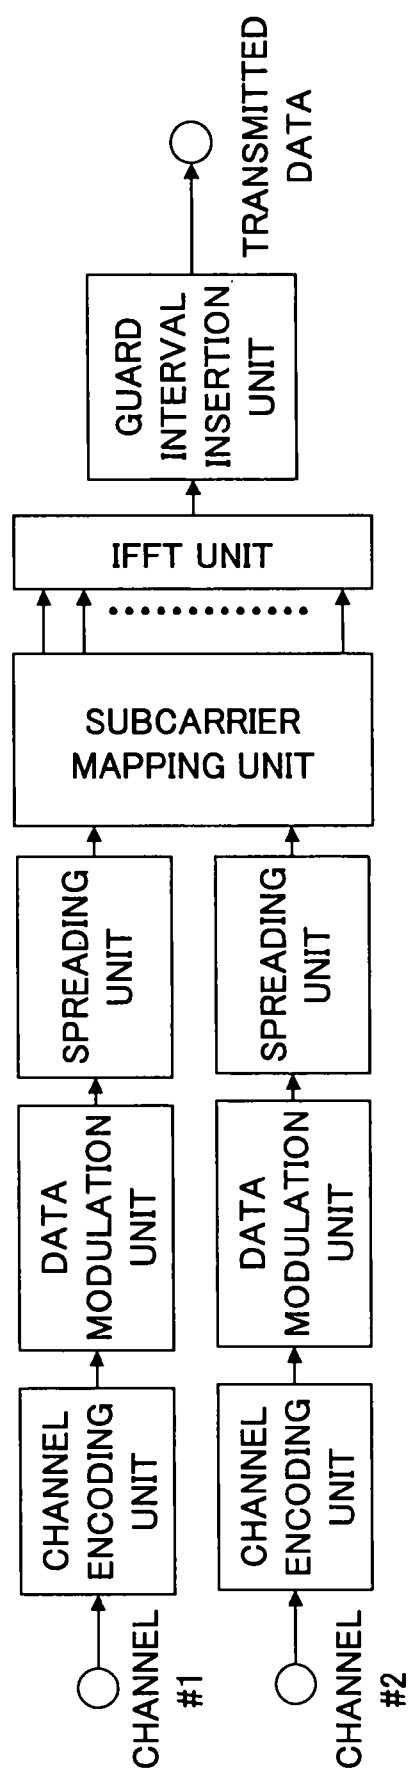 CHANNEL
#1
CHANNEL
ENCODING
UNIT
DATA
MODULATION
UNIT
SPREADING
UNIT
CHANNEL
#2
CHANNEL
ENCODING
UNIT
DATA
MODULATION
UNIT
SPREADING
UNIT
SUBCARRIER
MAPPING UNIT
IFFT UNIT
GUARD
INTERVAL
INSERTION
UNIT
TRANSMITTED
DATA